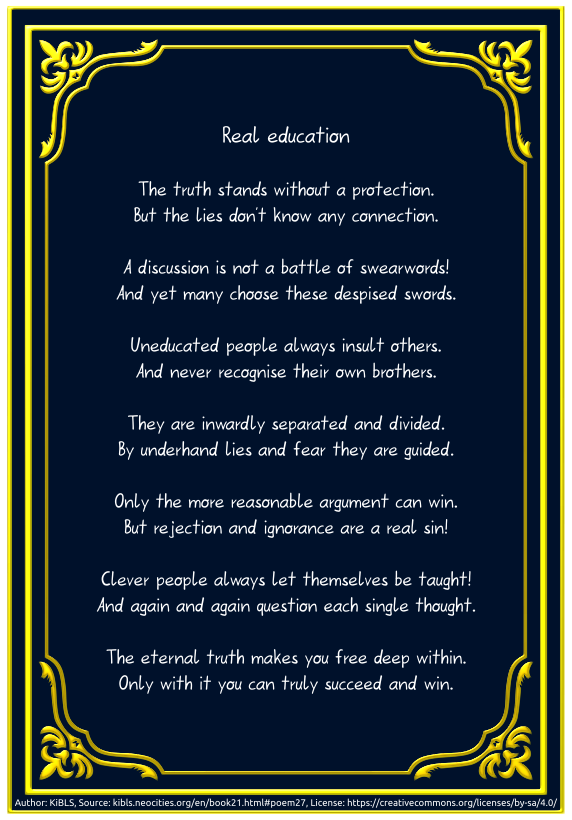 Real education
The truth stands without a protection.
But the lies don't know any connection.
A discussion is not a battle of swearwords!
And yet many choose these despised swords.
Uneducated people always insult others.
And never recognise their own brothers.
They are inwardly separated and divided.
By underhand lies and fear they are guided.
Only the more reasonable argument can win.
But rejection and ignorance are a real sin!
Clever people always let themselves be taught!
And again and again question each single thought.
The eternal truth makes you free deep within.
Only with it you can truly succeed and win.
Author: KiBLS, Source: kibls.neocities.org/en/book21.html#poem27, License: https://creativecommons.org/licenses/by-sa/4.0/